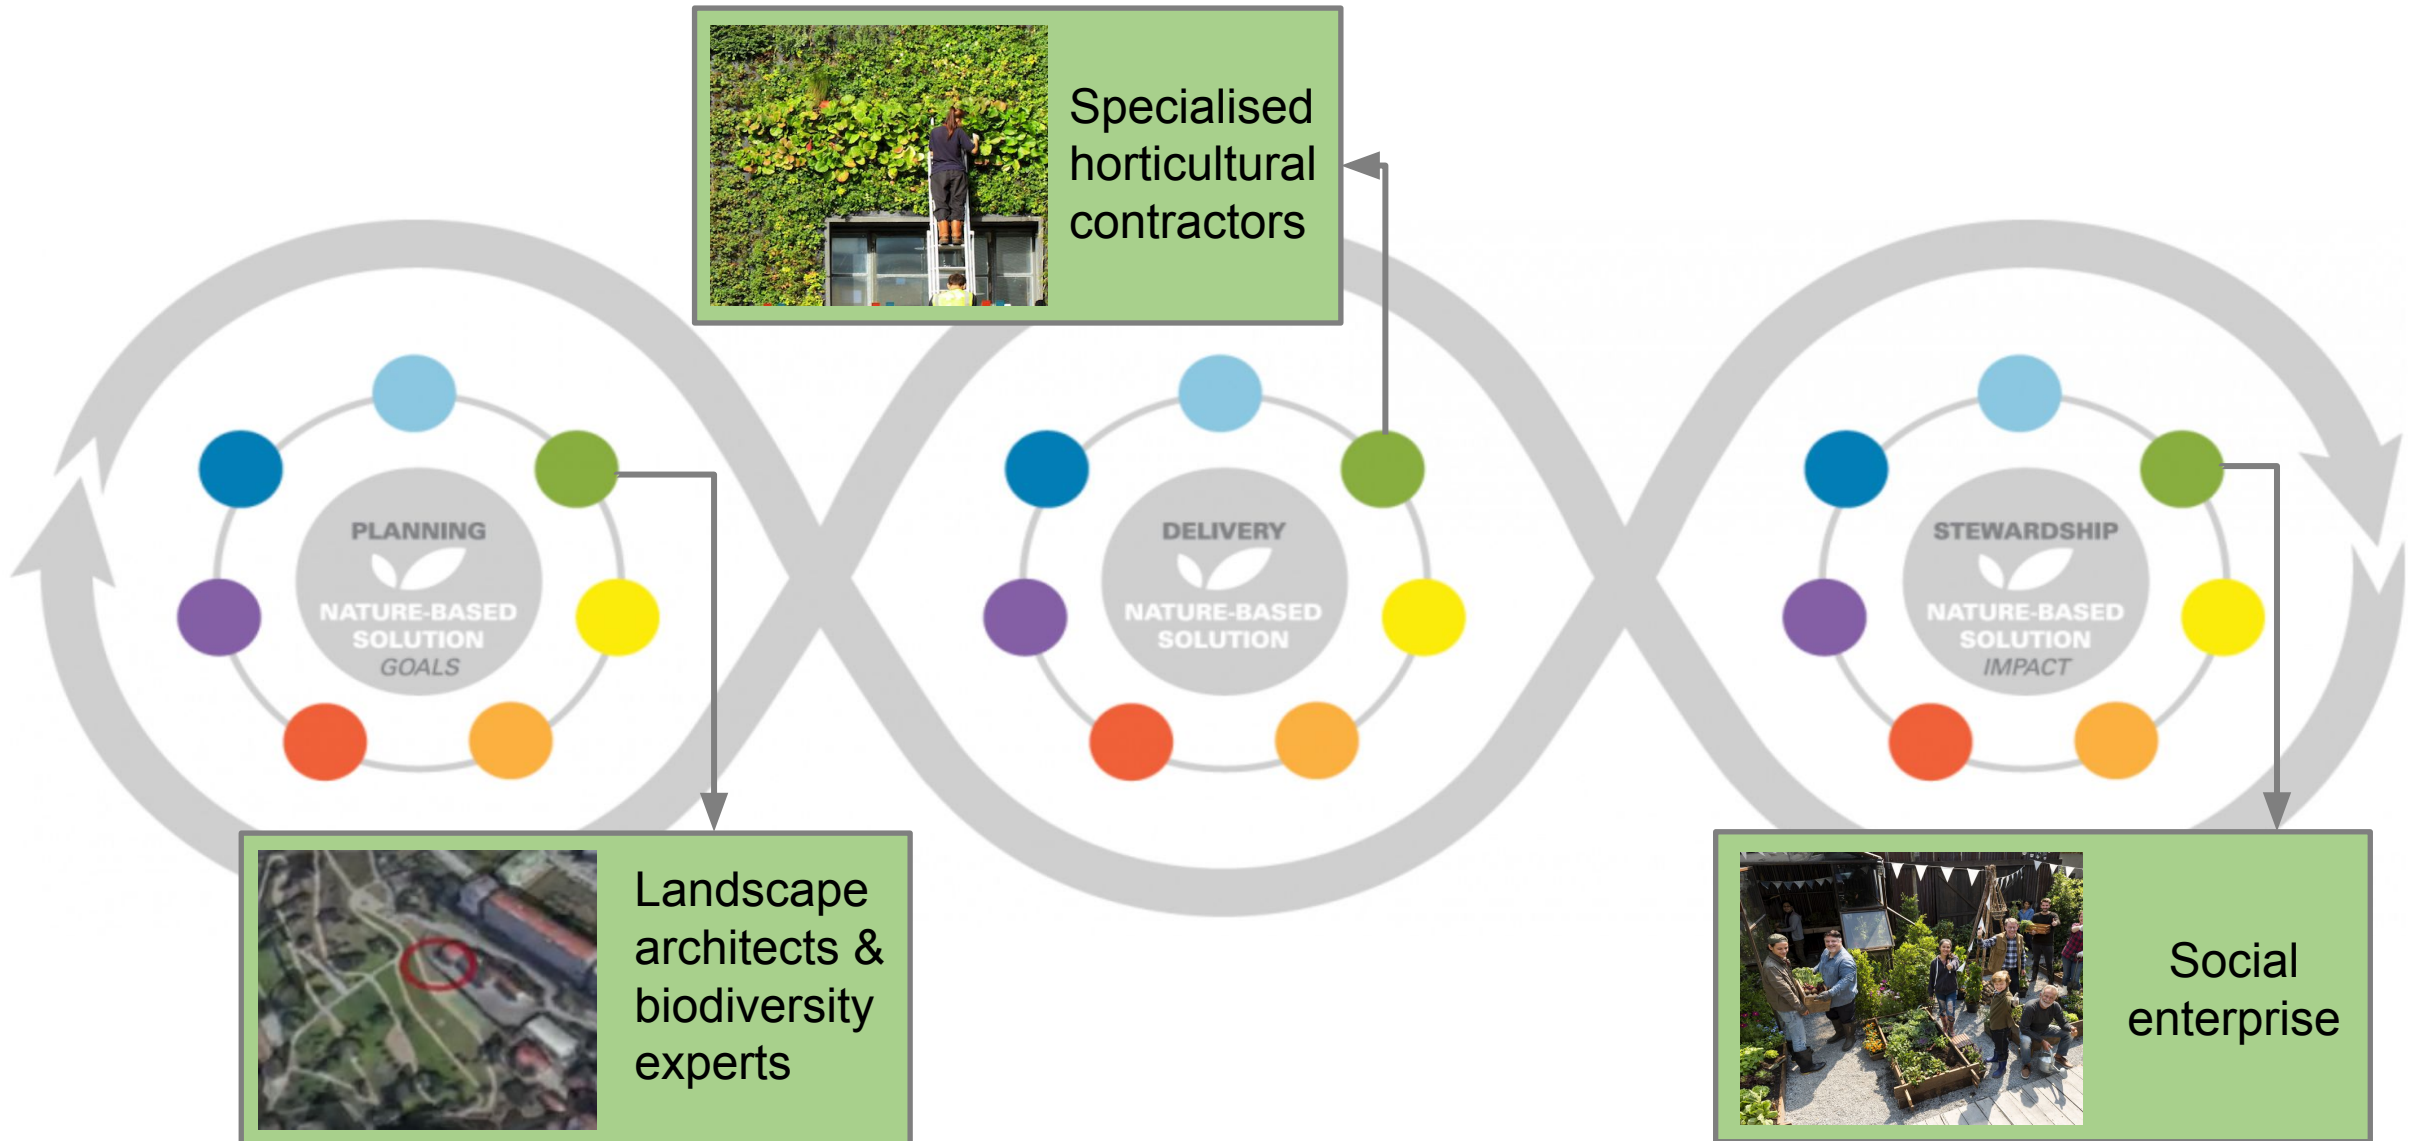 Specialised
horticultural
contractors
PLANNING
NATURE-BASED
SOLUTION
GOALS
DELIVERY
NATURE-BASED
SOLUTION
STEWARDSHIP
NATURE-BASED
SOLUTION
IMPACT
Landscape
architects &
biodiversity
experts
Social
enterprise